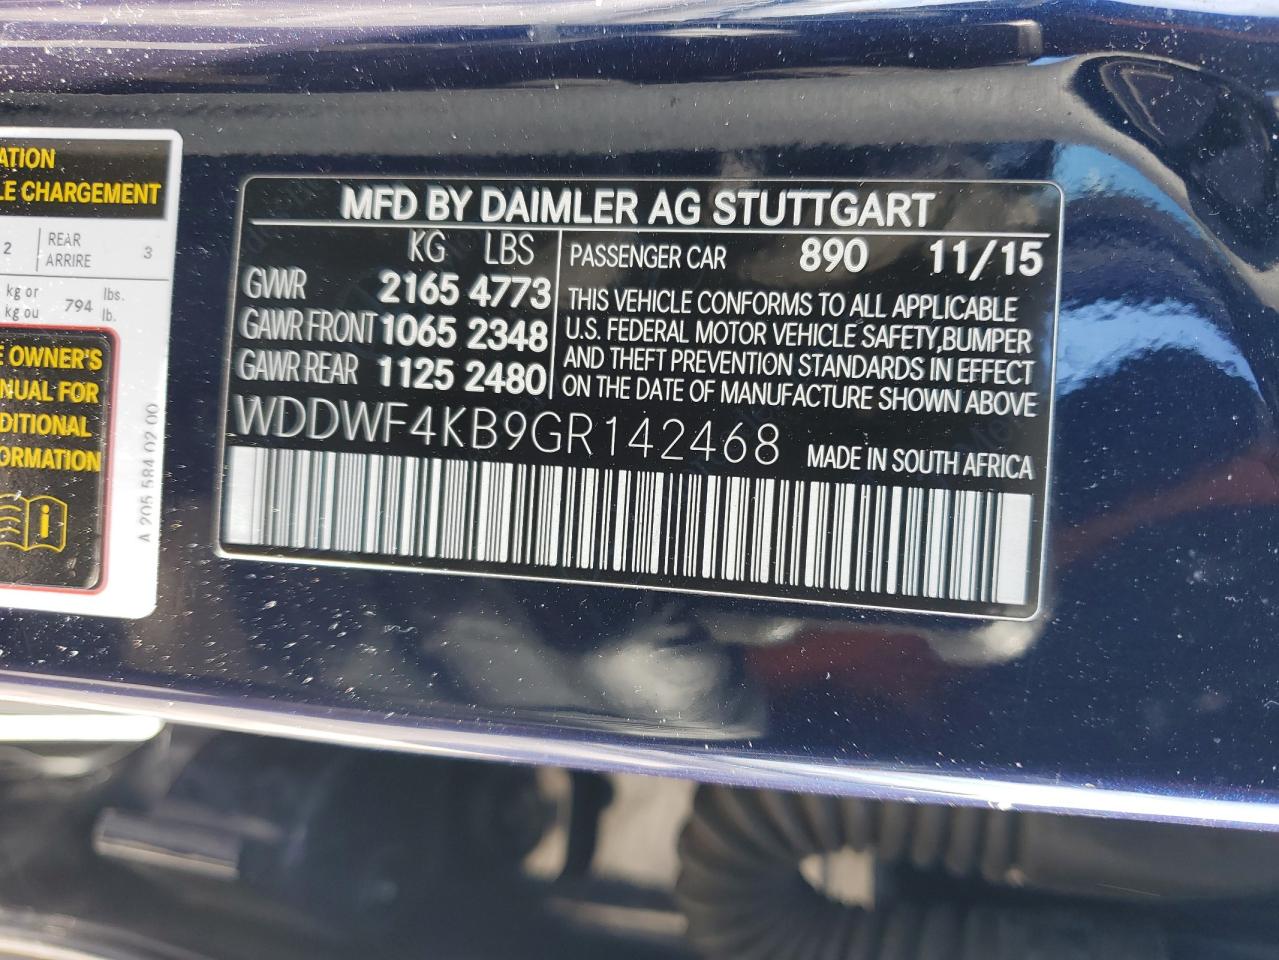 ATION
LE CHARGEMENT
2 REAR 3
ARRIRE
kg or 794 lbs.
kg ou lb.
E OWNER'S
NUAL FOR
DITIONAL
ORMATION
A 205 584 02 00
MFD BY DAIMLER AG STUTTGART
KG LBS
GVWR 2165 4773
GAWR FRONT 1065 2348
GAWR REAR 1125 2480
PASSENGER CAR 890 11/15
THIS VEHICLE CONFORMS TO ALL APPLICABLE
U.S. FEDERAL MOTOR VEHICLE SAFETY,BUMPER
AND THEFT PREVENTION STANDARDS IN EFFECT
ON THE DATE OF MANUFACTURE SHOWN ABOVE
WDDWF4KB9GR142468 MADE IN SOUTH AFRICA